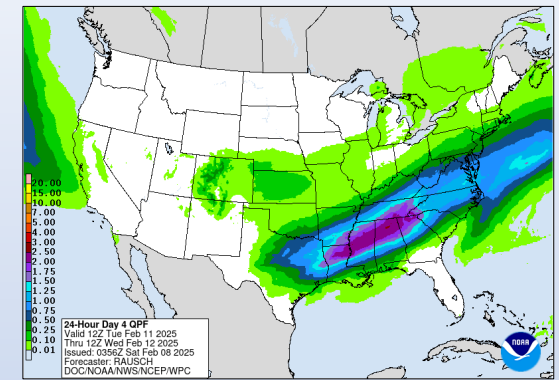 20.00
15.00
10.00
7.00
5.00
4.00
3.00
2.50
2.00
1.75
1.50
1.25
1.00
0.75
0.50
0.25
0.10
0.01
24-Hour Day 4 QPF
Valid 12Z Tue Feb 11 2025
Thru 12Z Wed Feb 12 2025
Issued: 0356Z Sat Feb 08 2025
Forecaster: RAUSCH
DOC/NOAA/NWS/NCEP/WPC
NOAA